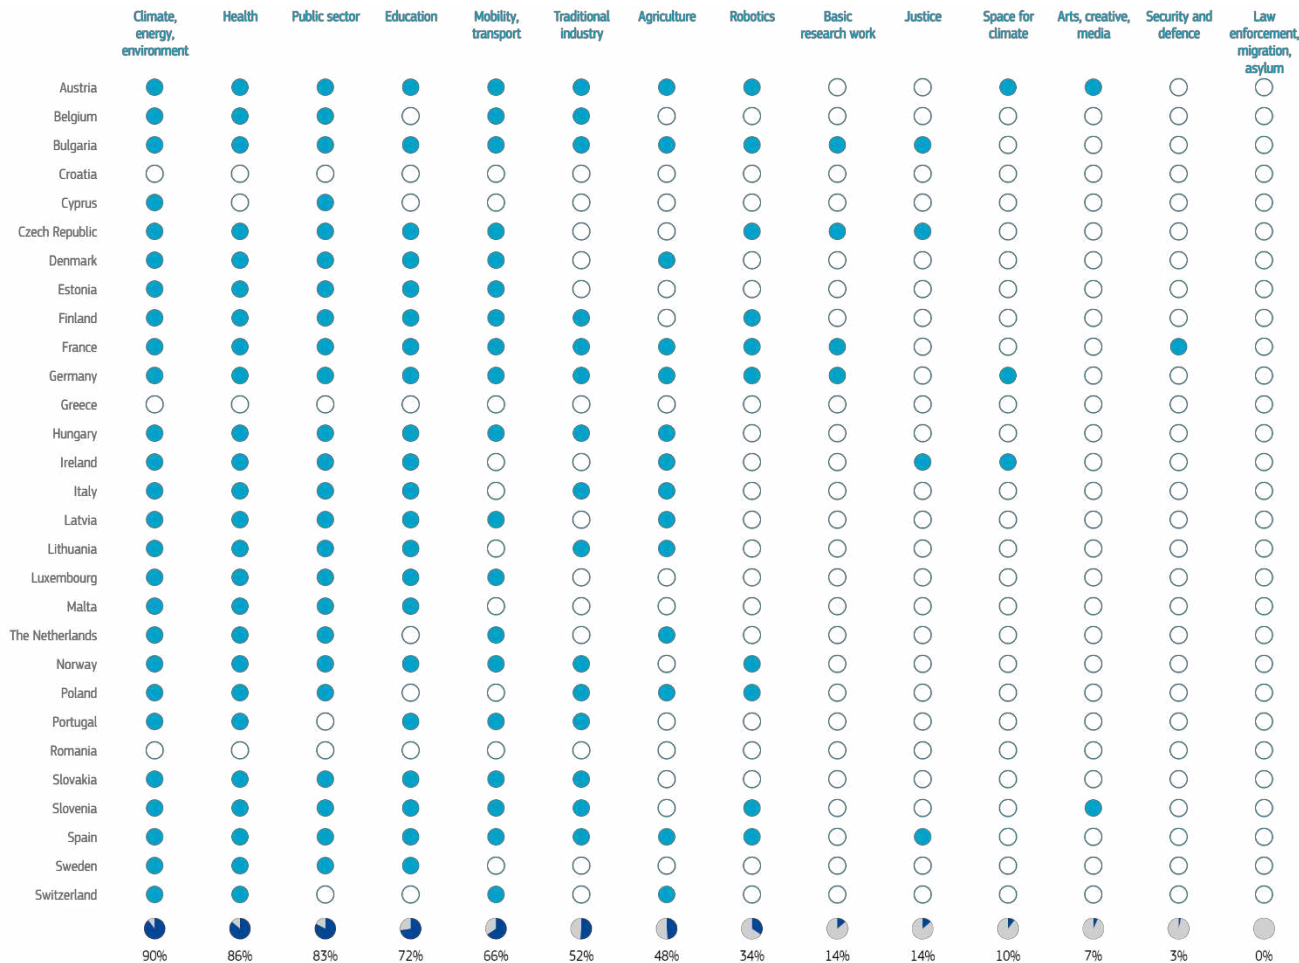 Climate, energy, environment
Health
Public sector
Education
Mobility, transport
Traditional industry
Agriculture
Robotics
Basic research work
Justice
Space for climate
Arts, creative, media
Security and defence
Law enforcement, migration, asylum
Austria
Belgium
Bulgaria
Croatia
Cyprus
Czech Republic
Denmark
Estonia
Finland
France
Germany
Greece
Hungary
Ireland
Italy
Latvia
Lithuania
Luxembourg
Malta
The Netherlands
Norway
Poland
Portugal
Romania
Slovakia
Slovenia
Spain
Sweden
Switzerland
90% 86% 83% 72% 66% 52% 48% 34% 14% 14% 10% 7% 3% 0%